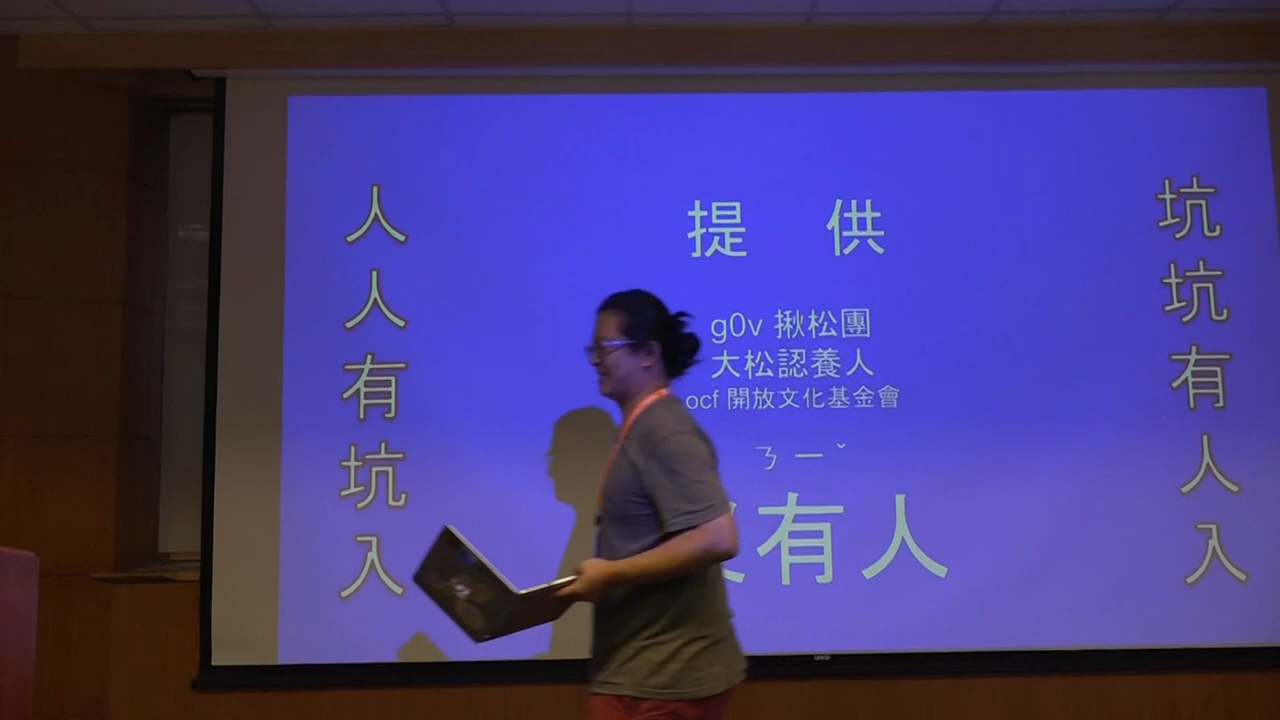 人人有坑入
提 供
g0v 揪松團
大松認養人
ocf 開放文化基金會
ㄋㄧˇ
有人
坑坑有人入